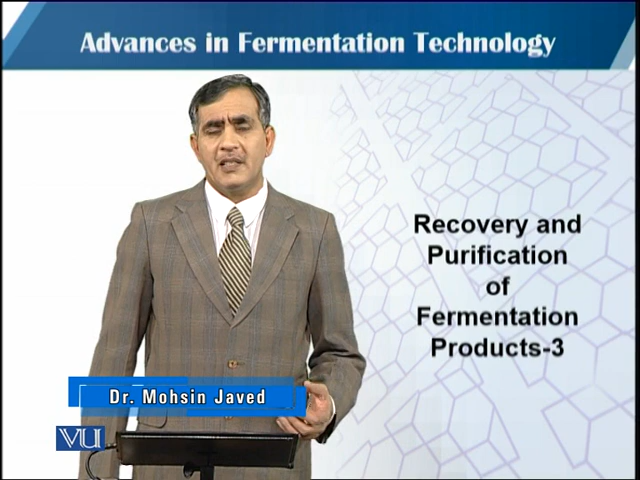 Advances in Fermentation Technology
Recovery and
Purification
of
Fermentation
Products-3
Dr. Mohsin Javed
VU